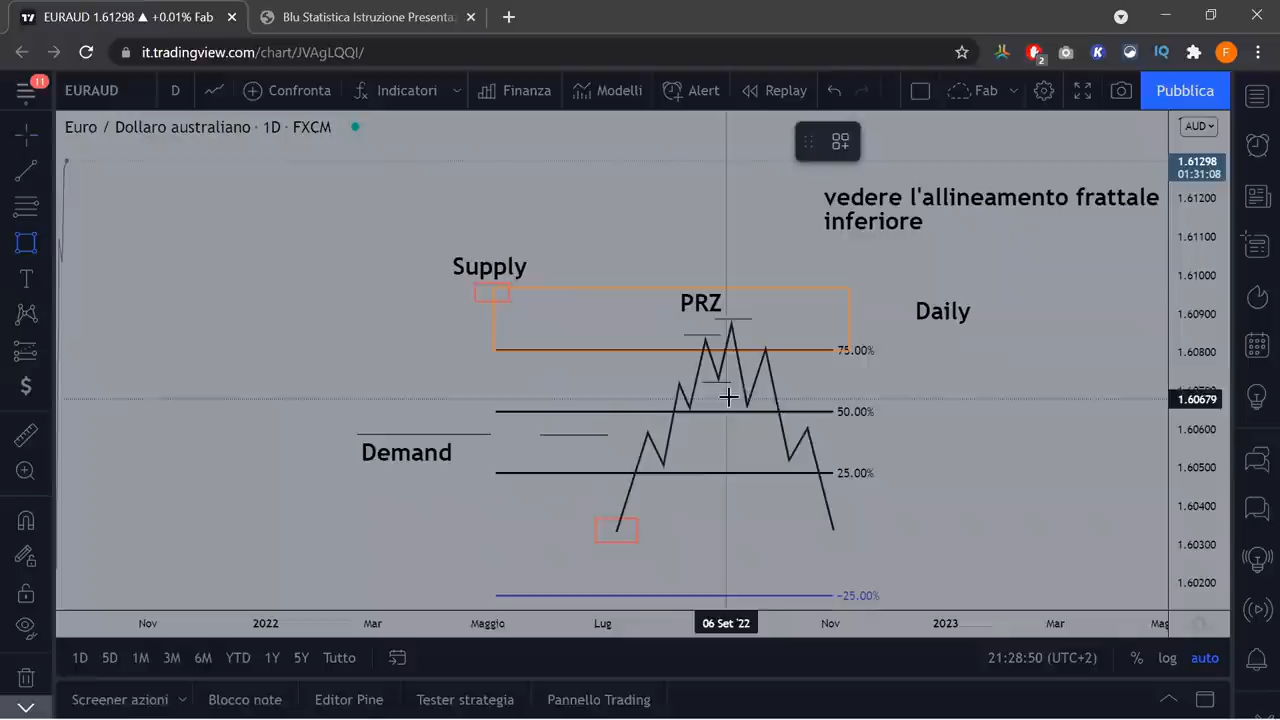 EURAUD 1.61298 ▲ +0.01% Fab
Blu Statistica Istruzione Presenta
it.tradingview.com/chart/JVAgLQQI/
2
K
IQ
F
11
EURAUD
D
Confronta
Indicatori
Finanza
Modelli
Alert
Replay
Fab
Pubblica
Euro / Dollaro australiano · 1D · FXCM
AUD
1.61298
01:31:08
vedere l'allineamento frattale
inferiore
1.61200
1.61100
Supply
1.61000
PRZ
Daily
1.60900
75.00%
1.60800
1.60679
50.00%
1.60600
Demand
25.00%
1.60500
1.60400
1.60300
1.60200
−25.00%
Nov
2022
Mar
Maggio
Lug
06 Set '22
Nov
2023
Mar
Mag
1D
5D
1M
3M
6M
YTD
1Y
5Y
Tutto
21:28:50 (UTC+2)
%
log
auto
Screener azioni
Blocco note
Editor Pine
Tester strategia
Pannello Trading